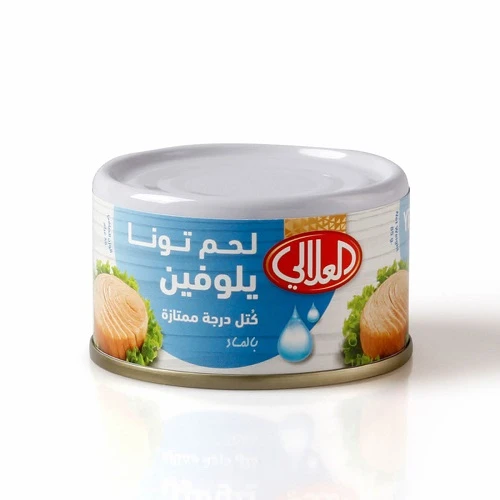 العلالي
لحم تونا
يلوفين
كُتل درجة ممتازة
بالماء